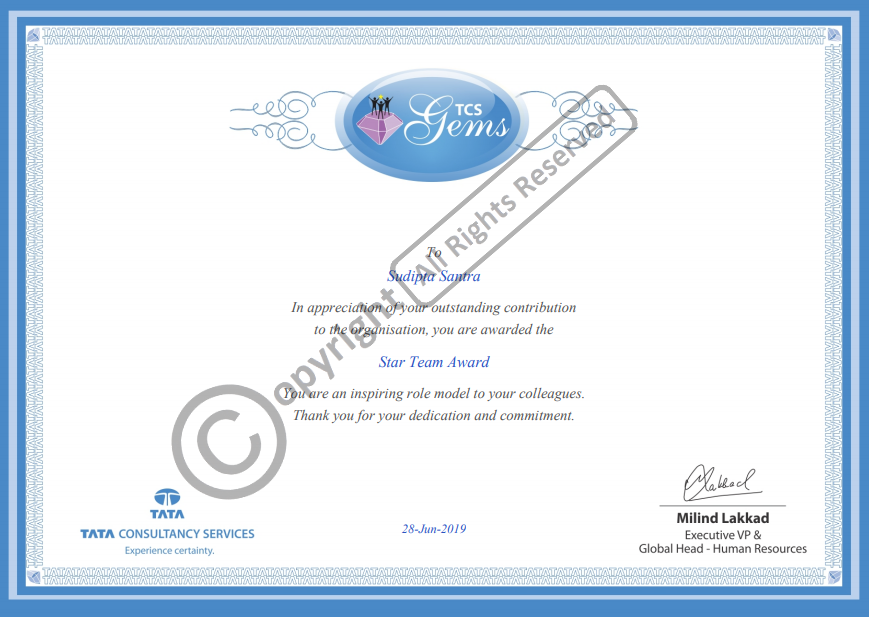 TCS
Gems
To
Sudipta Santra
In appreciation of your outstanding contribution
to the organisation, you are awarded the
Star Team Award
You are an inspiring role model to your colleagues.
Thank you for your dedication and commitment.
© Copyright All Rights Reserved
TATA
TATA CONSULTANCY SERVICES
Experience certainty.
28-Jun-2019
Lakkad
Milind Lakkad
Executive VP &
Global Head - Human Resources